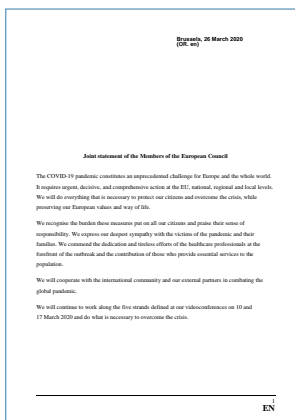 Brussels, 26 March 2020
(OR. en)
Joint statement of the Members of the European Council
The COVID-19 pandemic constitutes an unprecedented challenge for Europe and the whole world.
It requires urgent, decisive, and comprehensive action at the EU, national, regional and local levels.
We will do everything that is necessary to protect our citizens and overcome the crisis, while
preserving our European values and way of life.
We recognise the burden these measures put on all our citizens and praise their sense of
responsibility. We express our deepest sympathy with the victims of the pandemic and their
families. We commend the dedication and tireless efforts of the healthcare professionals at the
forefront of the outbreak and the contribution of those who provide essential services to the
population.
We will cooperate with the international community and our external partners in combating the
global pandemic.
We will continue to work along the five strands defined at our videoconferences on 10 and
17 March 2020 and do what is necessary to overcome the crisis.
1
EN